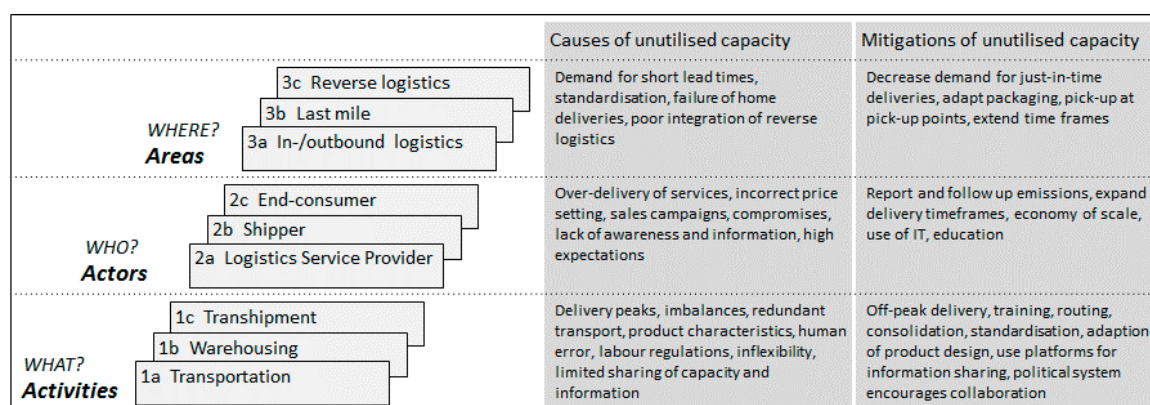 Causes of unutilised capacity
Mitigations of unutilised capacity
3c Reverse logistics
3b Last mile
3a In-/outbound logistics
WHERE?
Areas
Demand for short lead times,
standardisation, failure of home
deliveries, poor integration of reverse
logistics
Decrease demand for just-in-time
deliveries, adapt packaging, pick-up at
pick-up points, extend time frames
2c End-consumer
2b Shipper
2a Logistics Service Provider
WHO?
Actors
Over-delivery of services, incorrect price
setting, sales campaigns, compromises,
lack of awareness and information, high
expectations
Report and follow up emissions, expand
delivery timeframes, economy of scale,
use of IT, education
1c Transhipment
1b Warehousing
1a Transportation
WHAT?
Activities
Delivery peaks, imbalances, redundant
transport, product characteristics, human
error, labour regulations, inflexibility,
limited sharing of capacity and
information
Off-peak delivery, training, routing,
consolidation, standardisation, adaption
of product design, use platforms for
information sharing, political system
encourages collaboration